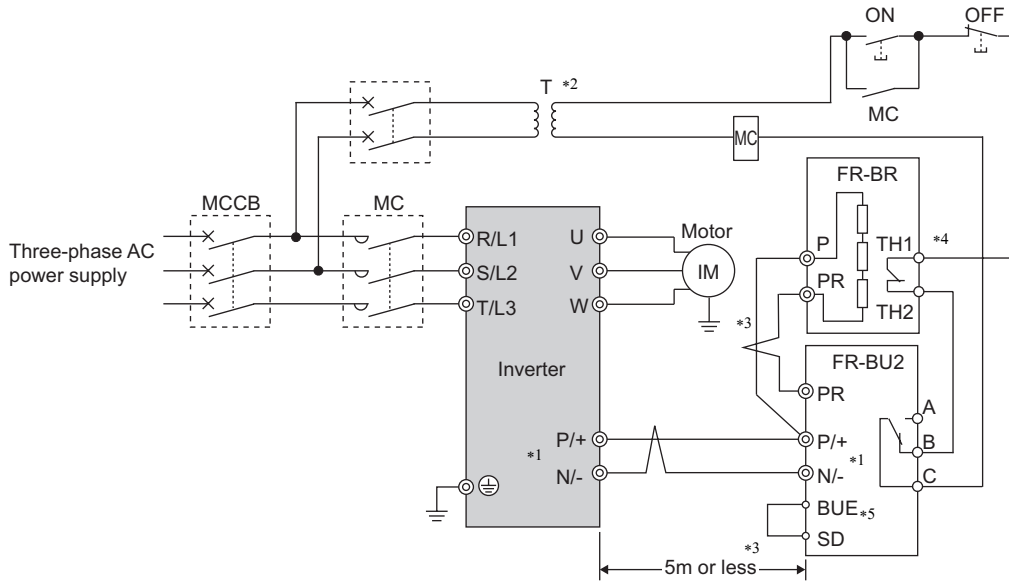 ON
OFF
T *2
MC
MC
FR-BR
MCCB
MC
Three-phase AC
power supply
R/L1
S/L2
T/L3
U
V
W
Motor
IM
P
PR
TH1
*4
TH2
*3
Inverter
FR-BU2
PR
A
P/+
P/+
B
*1
N/-
N/-
*1
C
BUE
*5
SD
*3
5m or less